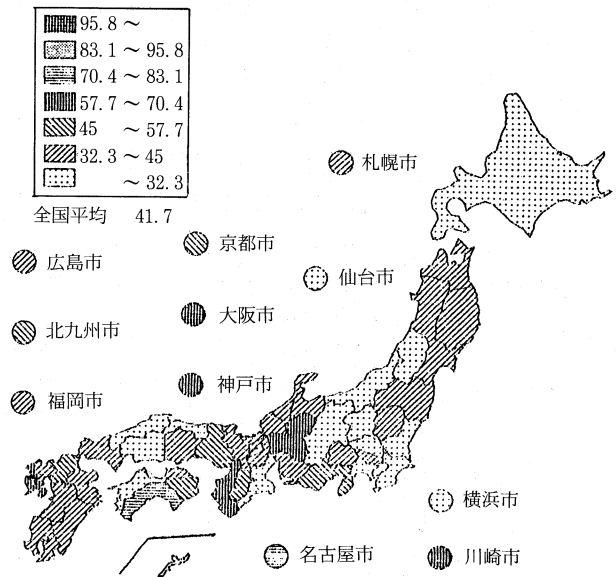 95.8～
83.1～95.8
70.4～83.1
57.7～70.4
45　～57.7
32.3～45
　　～32.3
全国平均　41.7
札幌市
京都市
広島市
仙台市
大阪市
北九州市
神戸市
福岡市
横浜市
名古屋市
川崎市